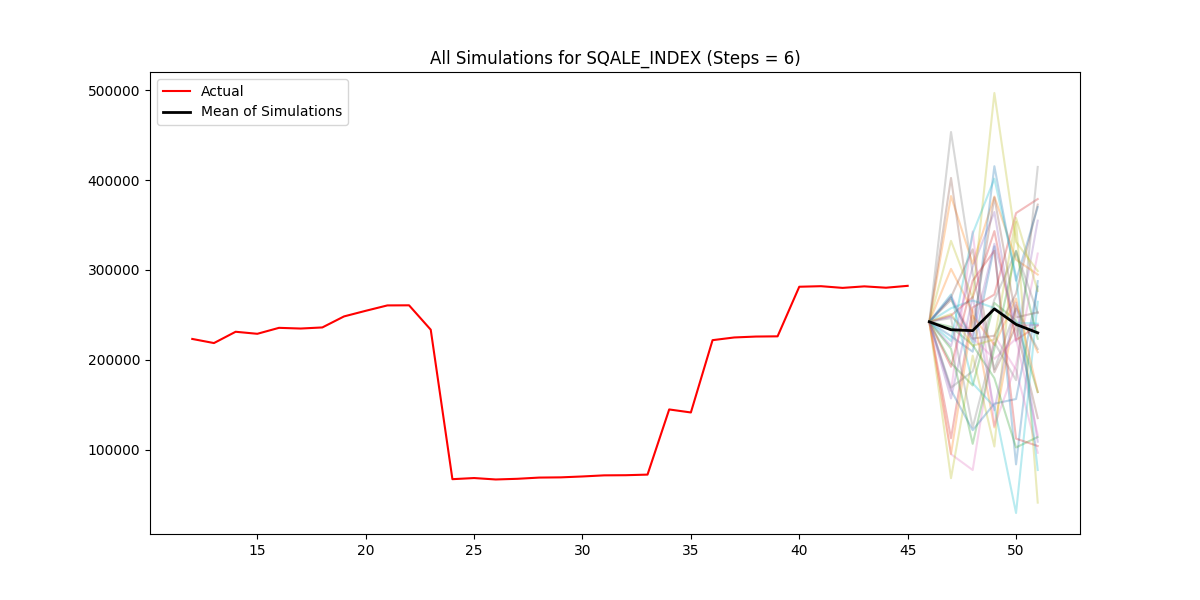 All Simulations for SQALE_INDEX (Steps = 6)
Actual
Mean of Simulations
500000
400000
300000
200000
100000
15 20 25 30 35 40 45 50